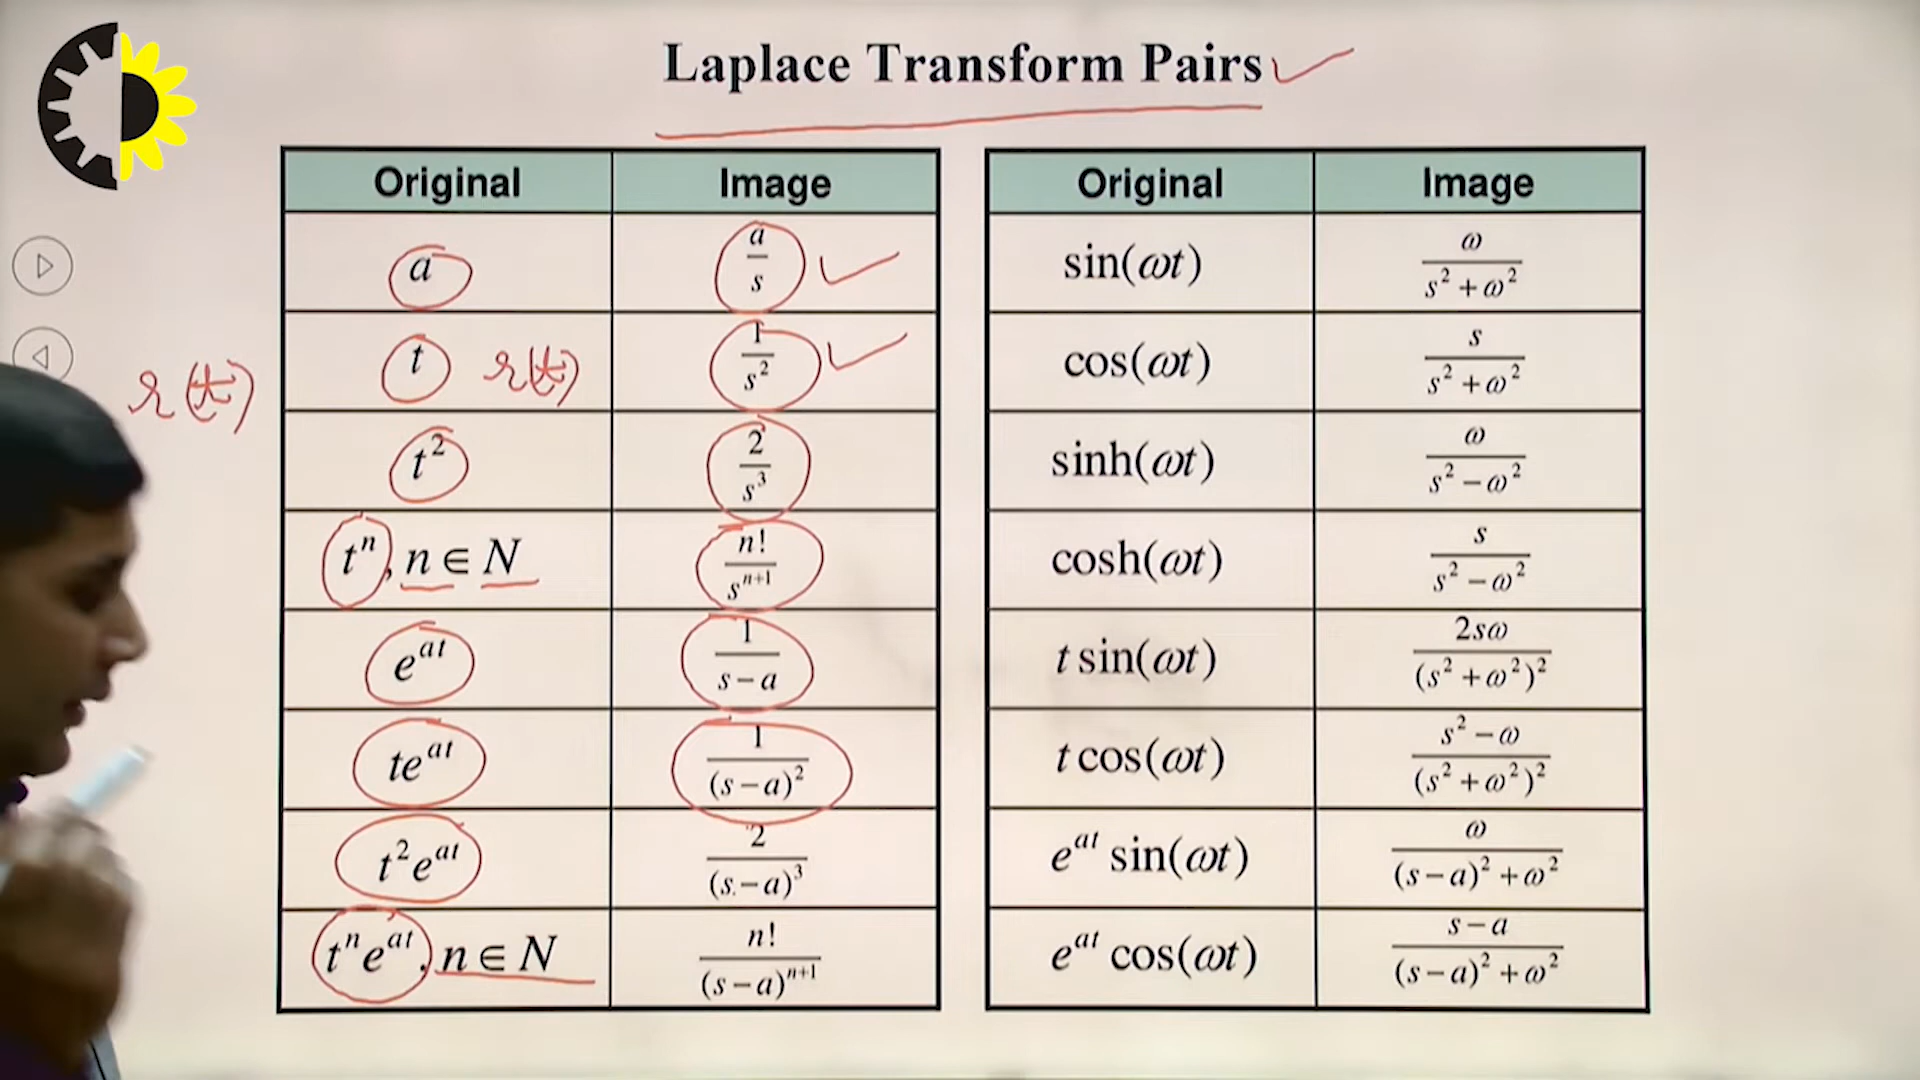 Laplace Transform Pairs
Original Image
a a/s
t r(t) 1/s²
r(t)
t² 2/s³
tⁿ, n ∈ N n!/sⁿ⁺¹
eᵃᵗ 1/(s−a)
teᵃᵗ 1/(s−a)²
t²eᵃᵗ 2/(s−a)³
tⁿeᵃᵗ, n ∈ N n!/(s−a)ⁿ⁺¹
Original Image
sin(ωt) ω/(s²+ω²)
cos(ωt) s/(s²+ω²)
sinh(ωt) ω/(s²−ω²)
cosh(ωt) s/(s²−ω²)
t sin(ωt) 2sω/(s²+ω²)²
t cos(ωt) (s²−ω)/(s²+ω²)²
eᵃᵗ sin(ωt) ω/((s−a)²+ω²)
eᵃᵗ cos(ωt) (s−a)/((s−a)²+ω²)